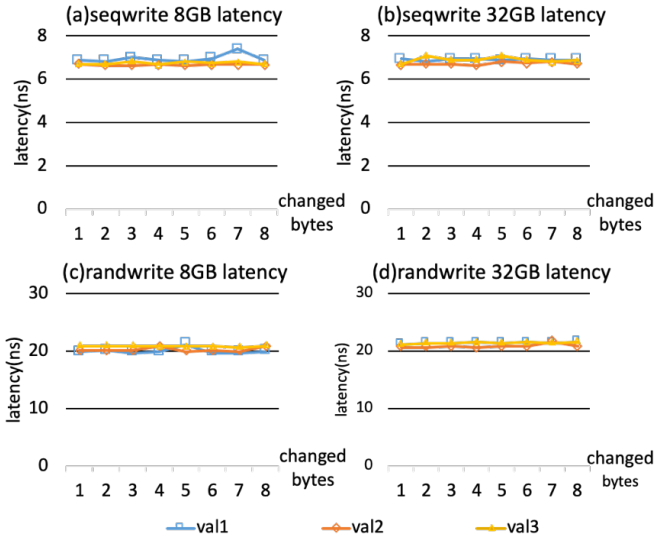 (a)seqwrite 8GB latency
8
6
4
2
0
latency(ns)
1 2 3 4 5 6 7 8
changed
bytes
(b)seqwrite 32GB latency
8
6
4
2
0
latency(ns)
1 2 3 4 5 6 7 8
changed
bytes
(c)randwrite 8GB latency
30
20
10
0
latency(ns)
1 2 3 4 5 6 7 8
changed
bytes
(d)randwrite 32GB latency
30
20
10
0
latency(ns)
1 2 3 4 5 6 7 8
changed
bytes
val1 val2 val3